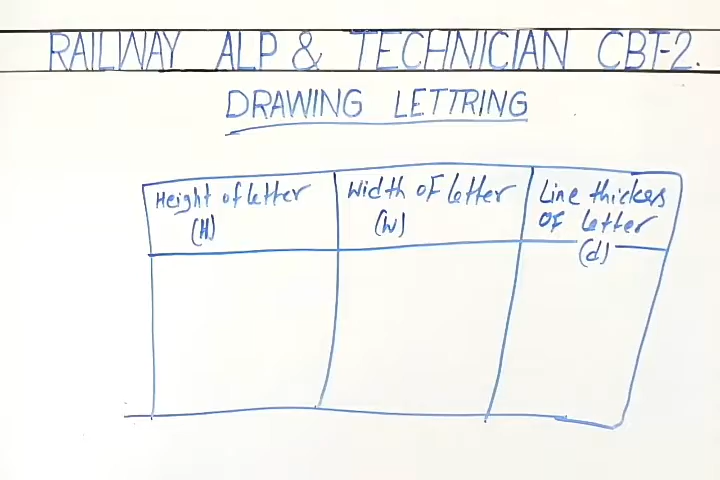 RAILWAY ALP & TECHNICIAN CBT-2.
DRAWING LETTRING
Height of letter
(H)
Width of letter
(W)
Line thickers
of letter
(d)